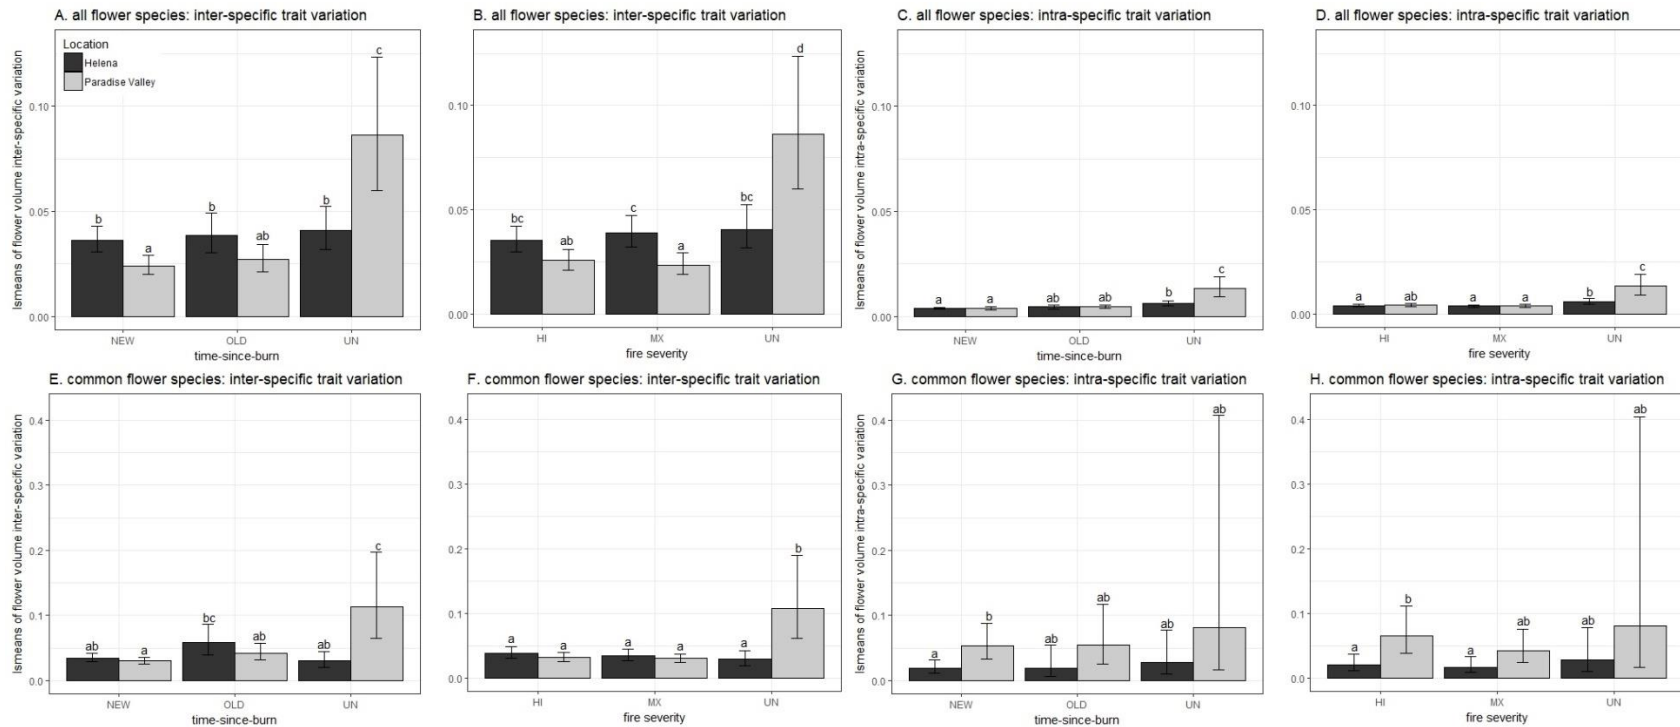 A. all flower species: inter-specific trait variation
lsmeans of flower volume inter-specific variation
0.10
0.05
0.00
Location
Helena
Paradise Valley
b
a
b
ab
b
c
NEW
OLD
UN
time-since-burn
B. all flower species: inter-specific trait variation
0.10
0.05
0.00
bc
ab
c
a
bc
d
HI
MX
UN
fire severity
C. all flower species: intra-specific trait variation
lsmeans of flower volume intra-specific variation
0.10
0.05
0.00
a
a
ab
ab
b
c
NEW
OLD
UN
time-since-burn
D. all flower species: intra-specific trait variation
0.10
0.05
0.00
a
ab
a
a
b
c
HI
MX
UN
fire severity
E. common flower species: inter-specific trait variation
lsmeans of flower volume inter-specific variation
0.4
0.3
0.2
0.1
0.0
ab
a
bc
ab
ab
c
NEW
OLD
UN
time-since-burn
F. common flower species: inter-specific trait variation
0.4
0.3
0.2
0.1
0.0
a
a
a
a
a
b
HI
MX
UN
fire severity
G. common flower species: intra-specific trait variation
lsmeans of flower volume intra-specific variation
0.4
0.3
0.2
0.1
0.0
a
b
ab
ab
ab
ab
NEW
OLD
UN
time-since-burn
H. common flower species: intra-specific trait variation
0.4
0.3
0.2
0.1
0.0
a
b
a
ab
ab
ab
HI
MX
UN
fire severity